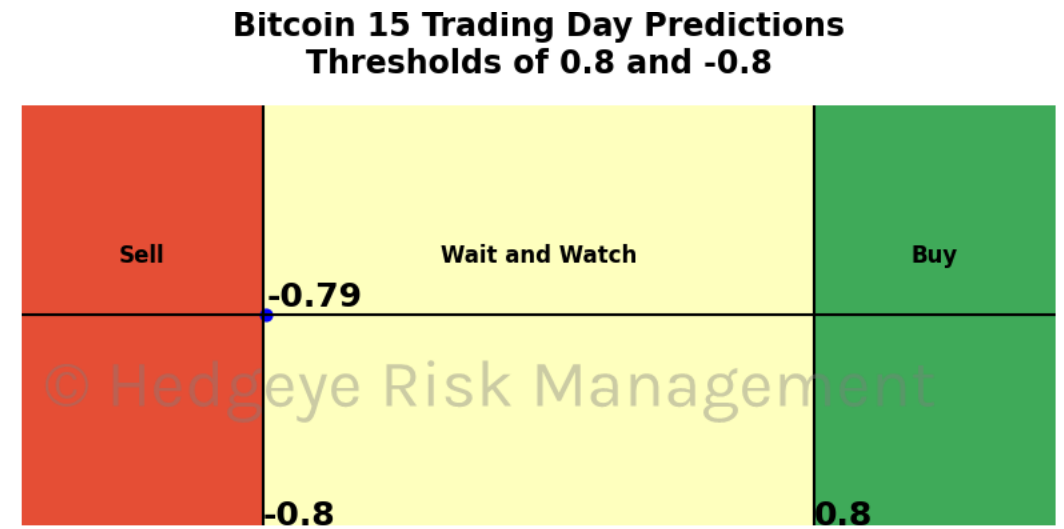 Bitcoin 15 Trading Day Predictions
Thresholds of 0.8 and -0.8
Sell
Wait and Watch
Buy
-0.79
© Hedgeye Risk Management
-0.8
0.8